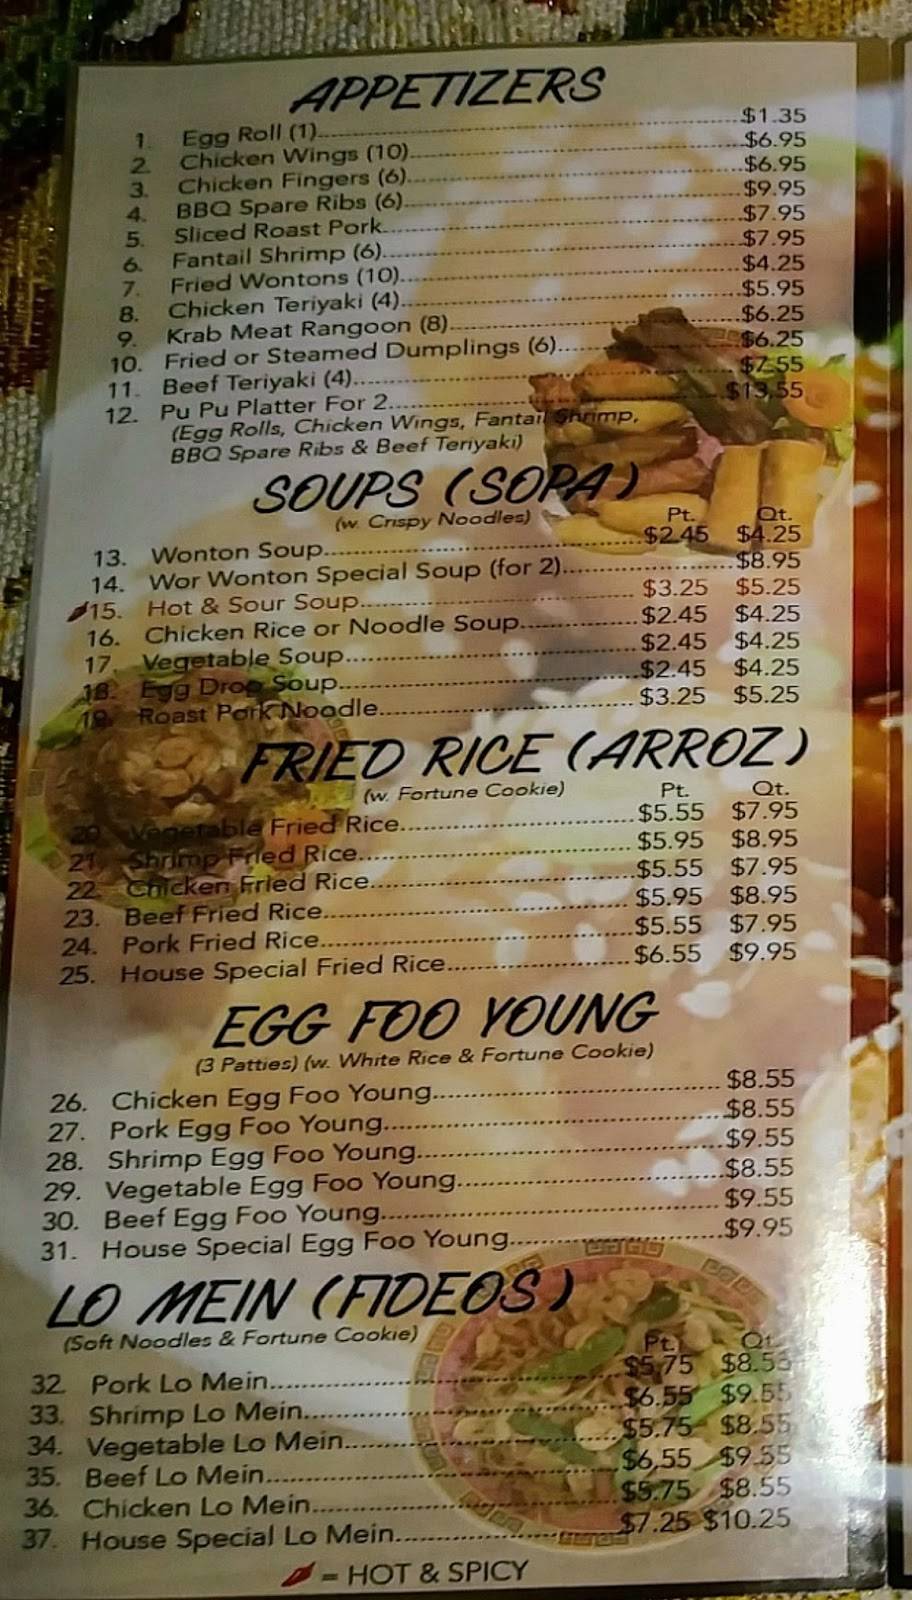 APPETIZERS
1. Egg Roll (1)...$1.35
2. Chicken Wings (10)...$6.95
3. Chicken Fingers (6)...$6.95
4. BBQ Spare Ribs (6)...$9.95
5. Sliced Roast Pork...$7.95
6. Fantail Shrimp (6)...$7.95
7. Fried Wontons (10)...$4.25
8. Chicken Teriyaki (4)...$5.95
9. Krab Meat Rangoon (8)...$6.25
10. Fried or Steamed Dumplings (6)...$6.25
11. Beef Teriyaki (4)...$7.55
12. Pu Pu Platter For 2...$13.55
(Egg Rolls, Chicken Wings, Fantail Shrimp,
BBQ Spare Ribs & Beef Teriyaki)
SOUPS (SOPA)
(w. Crispy Noodles) Pt. Qt.
13. Wonton Soup...$2.45 $4.25
14. Wor Wonton Special Soup (for 2)...$8.95
15. Hot & Sour Soup...$3.25 $5.25
16. Chicken Rice or Noodle Soup...$2.45 $4.25
17. Vegetable Soup...$2.45 $4.25
18. Egg Drop Soup...$2.45 $4.25
19. Roast Pork Noodle...$3.25 $5.25
FRIED RICE (ARROZ)
(w. Fortune Cookie) Pt. Qt.
20. Vegetable Fried Rice...$5.55 $7.95
21. Shrimp Fried Rice...$5.95 $8.95
22. Chicken Fried Rice...$5.55 $7.95
23. Beef Fried Rice...$5.95 $8.95
24. Pork Fried Rice...$5.55 $7.95
25. House Special Fried Rice...$6.55 $9.95
EGG FOO YOUNG
(3 Patties) (w. White Rice & Fortune Cookie)
26. Chicken Egg Foo Young...$8.55
27. Pork Egg Foo Young...$8.55
28. Shrimp Egg Foo Young...$9.55
29. Vegetable Egg Foo Young...$8.55
30. Beef Egg Foo Young...$9.55
31. House Special Egg Foo Young...$9.95
LO MEIN (FIDEOS)
(Soft Noodles & Fortune Cookie) Pt. Qt.
32. Pork Lo Mein...$5.75 $8.55
33. Shrimp Lo Mein...$6.55 $9.55
34. Vegetable Lo Mein...$5.75 $8.55
35. Beef Lo Mein...$6.55 $9.55
36. Chicken Lo Mein...$5.75 $8.55
37. House Special Lo Mein...$7.25 $10.25
= HOT & SPICY